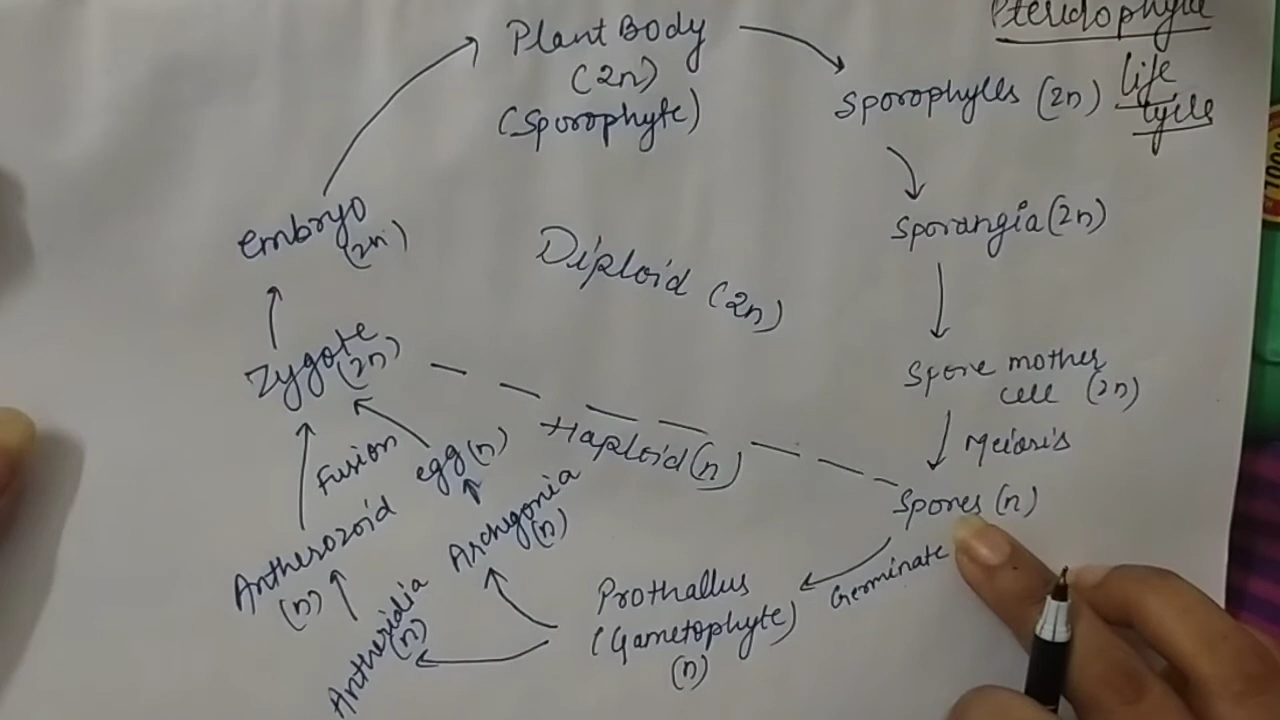 Pteridophyte
life
cycle
Plant Body
(2n)
(Sporophyte)
Sporophylls (2n)
Sporangia (2n)
Spore mother
cell (2n)
Meiosis
Spores (n)
Germinate
Prothallus
(Gametophyte)
(n)
Archegonia
(n)
egg (n)
Antheridia
(n)
Antherozoid
(n)
Fusion
Zygote
(2n)
embryo
(2n)
Diploid (2n)
Haploid (n)
100%